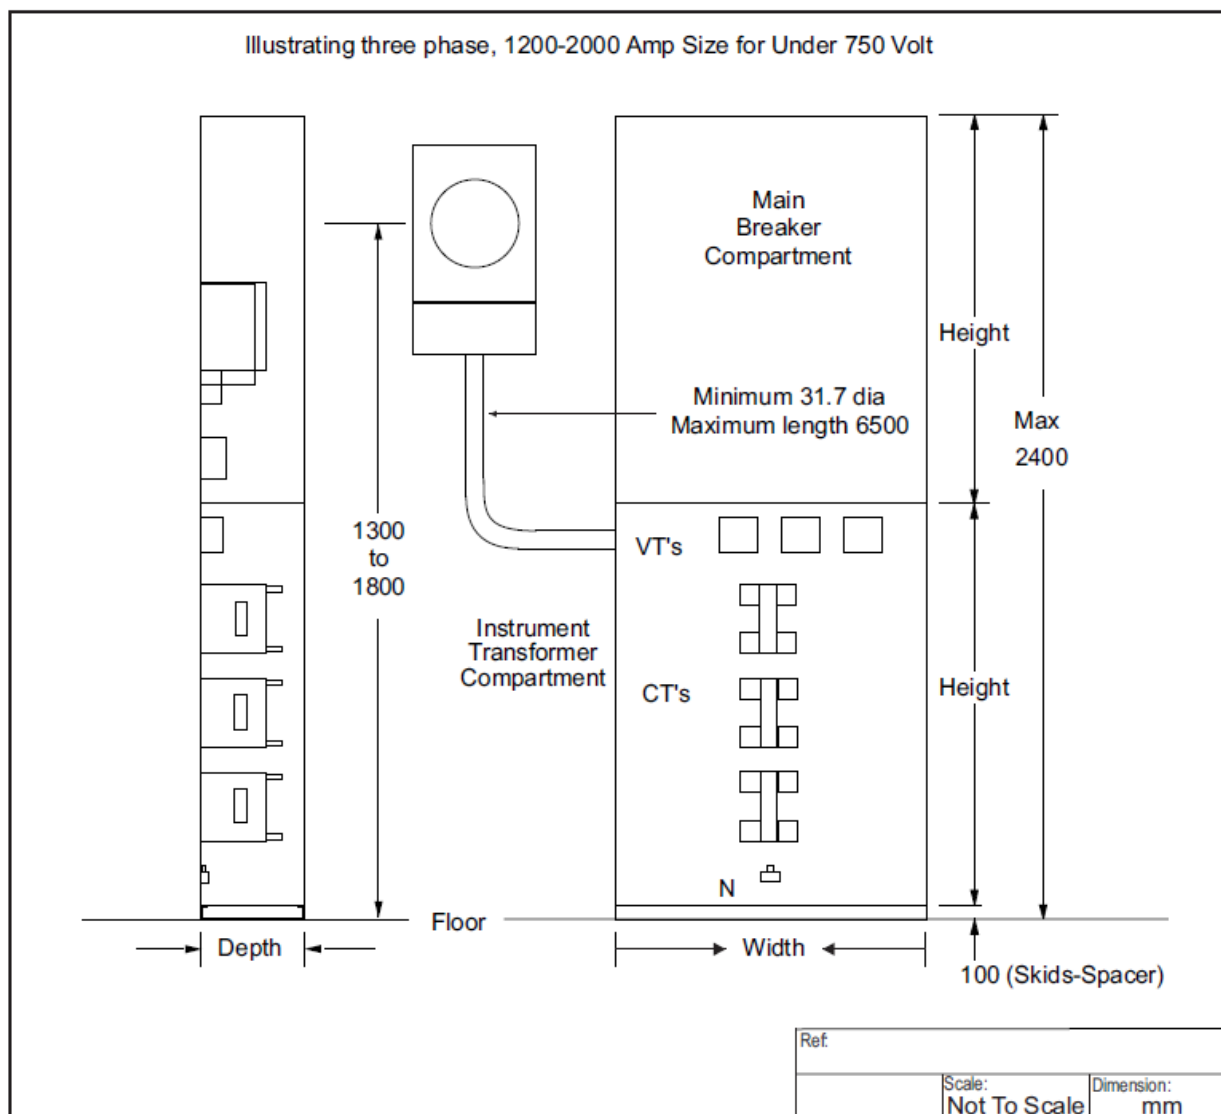 Illustrating three phase, 1200-2000 Amp Size for Under 750 Volt
Main
Breaker
Compartment
Height
Minimum 31.7 dia
Maximum length 6500
Max
2400
1300
to
1800
VT's
Instrument
Transformer
Compartment
CT's
Height
N
Floor
Depth
Width
100 (Skids-Spacer)
Ref:
Scale:
Not To Scale
Dimension:
mm